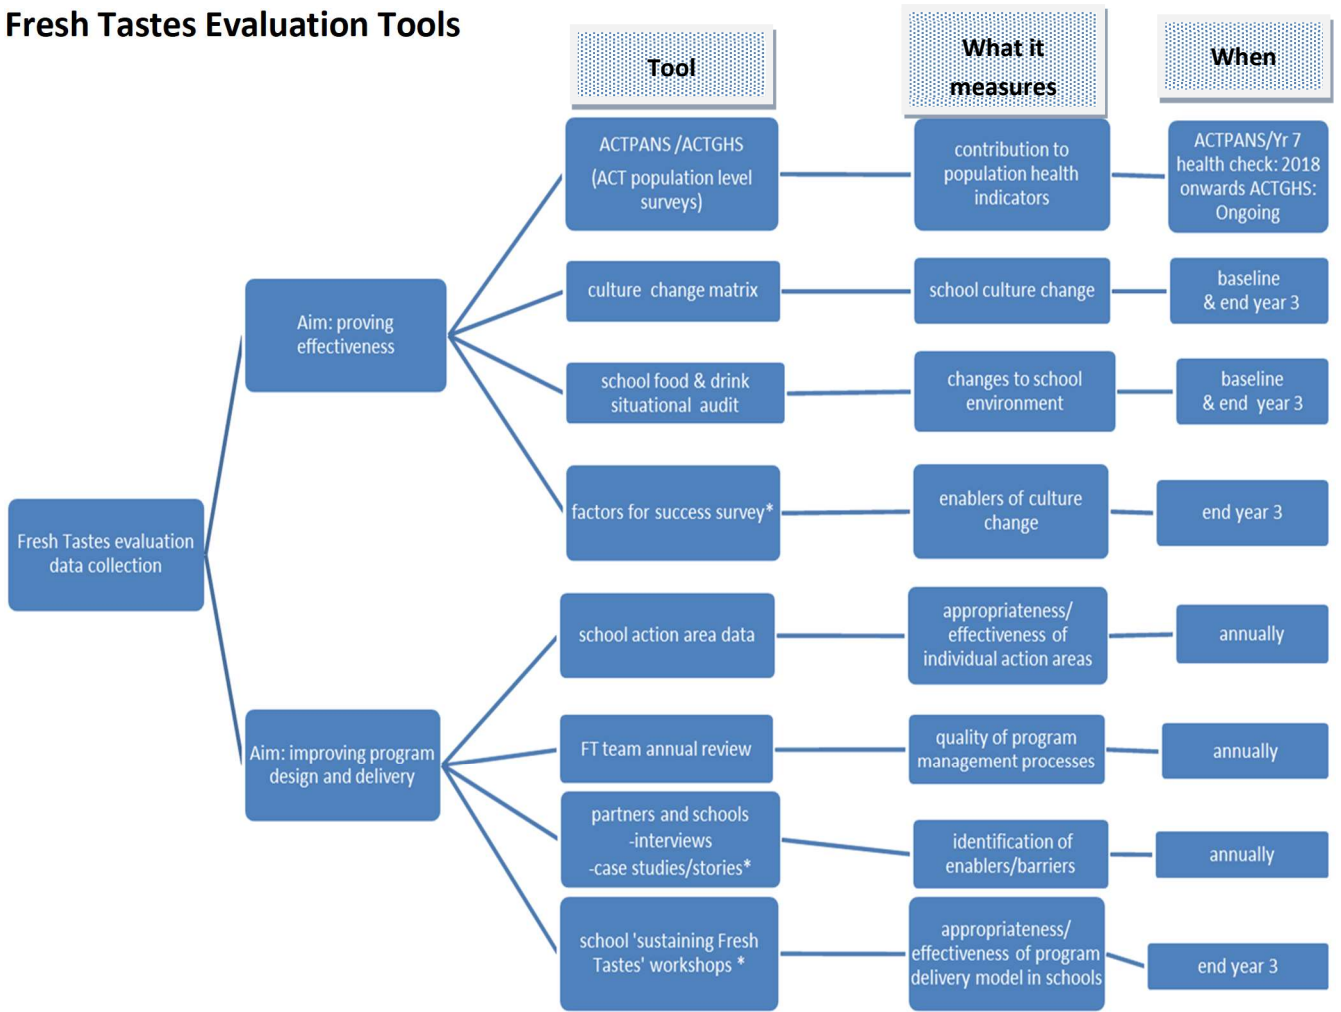 Fresh Tastes Evaluation Tools
Tool
What it
measures
When
Fresh Tastes evaluation
data collection
Aim: proving
effectiveness
ACTPANS /ACTGHS
(ACT population level
surveys)
contribution to
population health
indicators
ACTPANS/Yr 7
health check: 2018
onwards ACTGHS:
Ongoing
culture change matrix
school culture change
baseline
& end year 3
school food & drink
situational audit
changes to school
environment
baseline
& end year 3
factors for success survey*
enablers of culture
change
end year 3
Aim: improving program
design and delivery
school action area data
appropriateness/
effectiveness of
individual action areas
annually
FT team annual review
quality of program
management processes
annually
partners and schools
-interviews
-case studies/stories*
identification of
enablers/barriers
annually
school 'sustaining Fresh
Tastes' workshops *
appropriateness/
effectiveness of program
delivery model in schools
end year 3